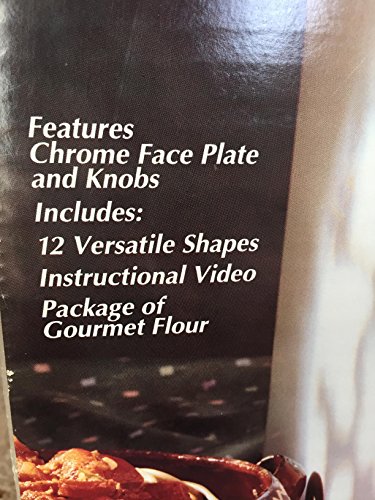 Features
Chrome Face Plate
and Knobs
Includes:
12 Versatile Shapes
Instructional Video
Package of
Gourmet Flour